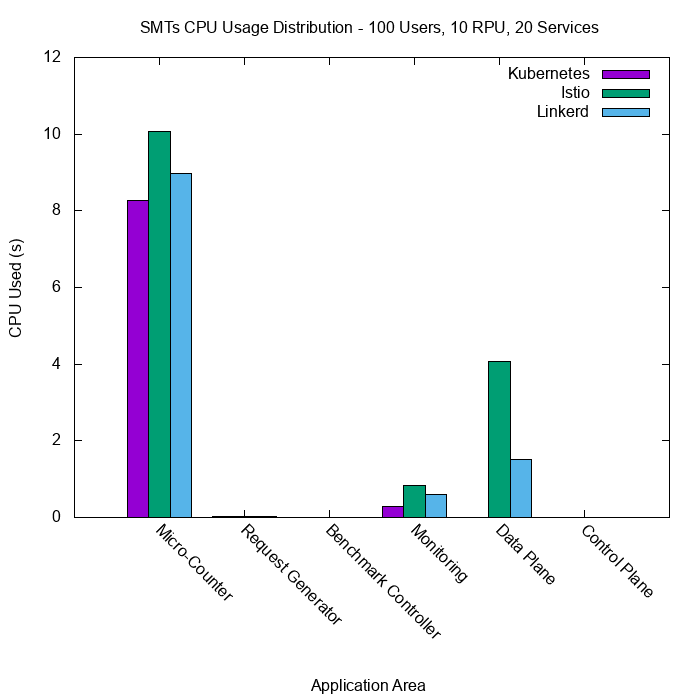 SMTs CPU Usage Distribution - 100 Users, 10 RPU, 20 Services
Kubernetes
Istio
Linkerd
12
10
8
6
4
2
0
CPU Used (s)
Micro-Counter
Request Generator
Benchmark Controller
Monitoring
Data Plane
Control Plane
Application Area